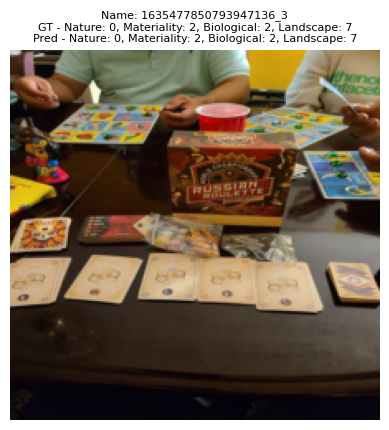 Name: 1635477850793947136_3
GT - Nature: 0, Materiality: 2, Biological: 2, Landscape: 7
Pred - Nature: 0, Materiality: 2, Biological: 2, Landscape: 7
RUSSIAN
ROULETTE